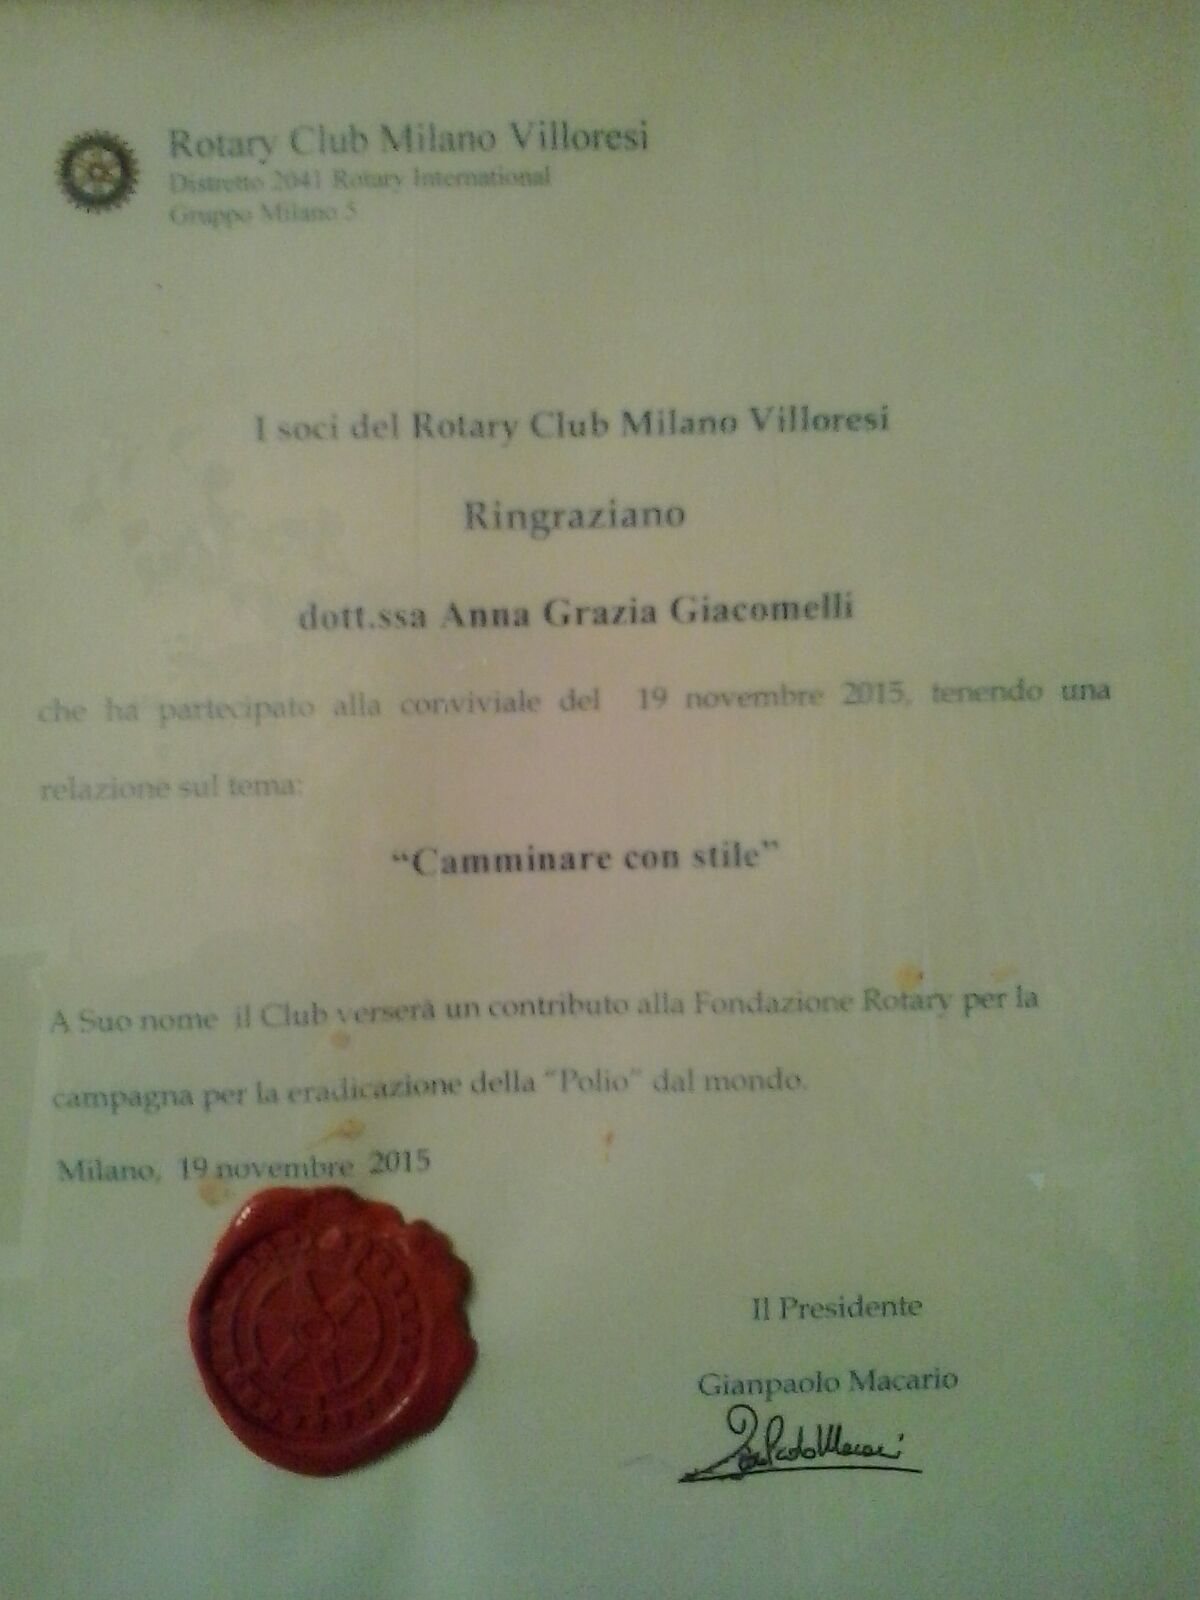 Rotary Club Milano Villoresi
Distretto 2041 Rotary International
Gruppo Milano 5
I soci del Rotary Club Milano Villoresi
Ringraziano
dott.ssa Anna Grazia Giacomelli
che ha partecipato alla conviviale del 19 novembre 2015, tenendo una
relazione sul tema:
“Camminare con stile”
A Suo nome il Club verserà un contributo alla Fondazione Rotary per la
campagna per la eradicazione della “Polio” dal mondo.
Milano, 19 novembre 2015
Il Presidente
Gianpaolo Macario